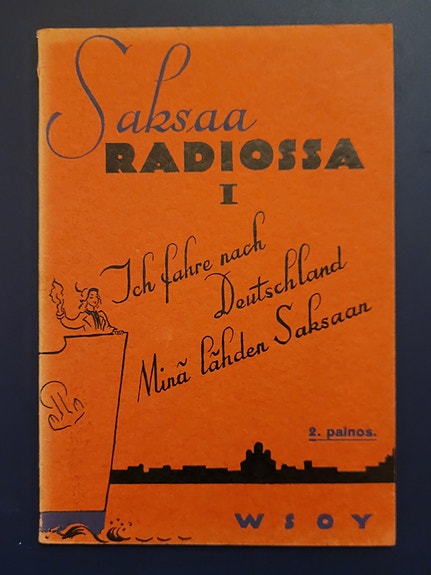 Saksaa
RADIOSSA
I
Ich fahre nach
Deutschland
Minä lähden Saksaan
2. painos.
WSOY